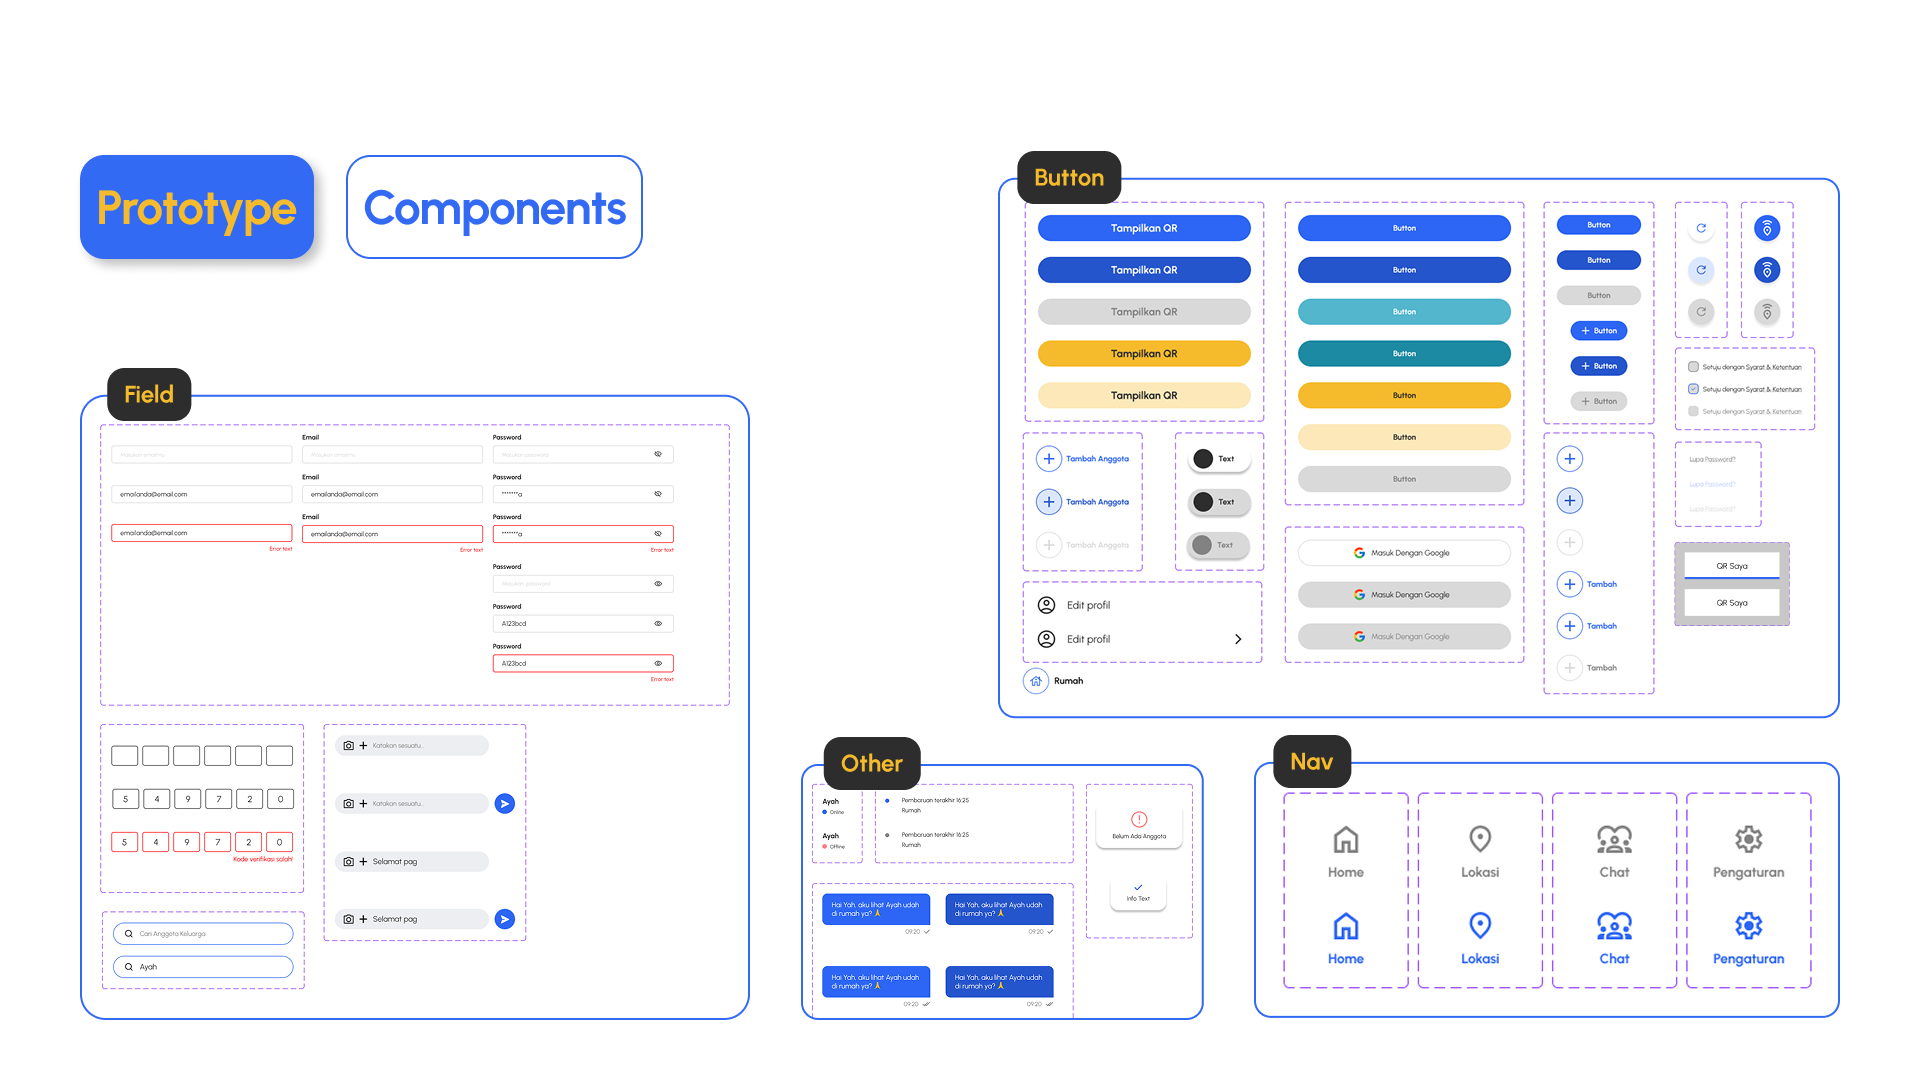 Prototype
Components
Field
Masukan emailmu
Email
Masukan emailmu
Password
Masukan password
emailanda@email.com
Email
emailanda@email.com
Password
*******a
emailanda@email.com
Error text
Email
emailanda@email.com
Error text
Password
*******a
Error text
Password
Masukan password
Password
A123bcd
Password
A123bcd
Error text
5 4 9 7 2 0
5 4 9 7 2 0
Kode verifikasi salah!
Cari Anggota Keluarga
Ayah
Katakan sesuatu..
Katakan sesuatu..
Selamat pag
Selamat pag
Button
Tampilkan QR
Tampilkan QR
Tampilkan QR
Tampilkan QR
Tampilkan QR
Button
Button
Button
Button
Button
Button
Button
Button
Button
Button
Button
Button
Button
Setuju dengan Syarat & Ketentuan
Setuju dengan Syarat & Ketentuan
Setuju dengan Syarat & Ketentuan
Tambah Anggota
Tambah Anggota
Tambah Anggota
Text
Text
Text
Edit profil
Edit profil
Rumah
Masuk Dengan Google
Masuk Dengan Google
Masuk Dengan Google
Tambah
Tambah
Tambah
Lupa Password?
Lupa Password?
Lupa Password?
QR Saya
QR Saya
Other
Ayah
Online
Ayah
Offline
Pembaruan terakhir 16:25
Rumah
Pembaruan terakhir 16:25
Rumah
Belum Ada Anggota
Info Text
Hai Yah, aku lihat Ayah udah
di rumah ya? 🙏
09.20
Hai Yah, aku lihat Ayah udah
di rumah ya? 🙏
09.20
Hai Yah, aku lihat Ayah udah
di rumah ya? 🙏
09.20
Hai Yah, aku lihat Ayah udah
di rumah ya? 🙏
09.20
Nav
Home
Lokasi
Chat
Pengaturan
Home
Lokasi
Chat
Pengaturan